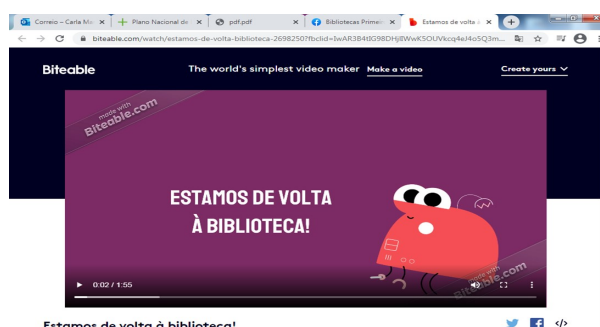 Correio – Carla Ma
Plano Nacional de
pdf.pdf
Bibliotecas Primeir
Estamos de volta à
biteable.com/watch/estamos-de-volta-biblioteca-2698250?fbclid=IwAR3B4tIG98DHjIWwK5OUVkcq4eJ4o5Q3m...
Biteable
The world's simplest video maker Make a video
Create yours
made with
Biteable.com
ESTAMOS DE VOLTA
À BIBLIOTECA!
0:02 / 1:55
made with
Biteable.com
Estamos de volta à biblioteca!